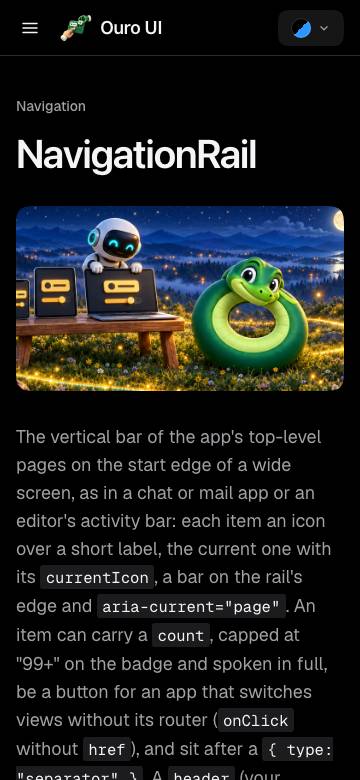 Ouro UI
Navigation
NavigationRail
The vertical bar of the app's top-level
pages on the start edge of a wide
screen, as in a chat or mail app or an
editor's activity bar: each item an icon
over a short label, the current one with
its currentIcon, a bar on the rail's
edge and aria-current="page". An
item can carry a count, capped at
"99+" on the badge and spoken in full,
be a button for an app that switches
views without its router (onClick
without href), and sit after a { type:
"separator" }. A header (your